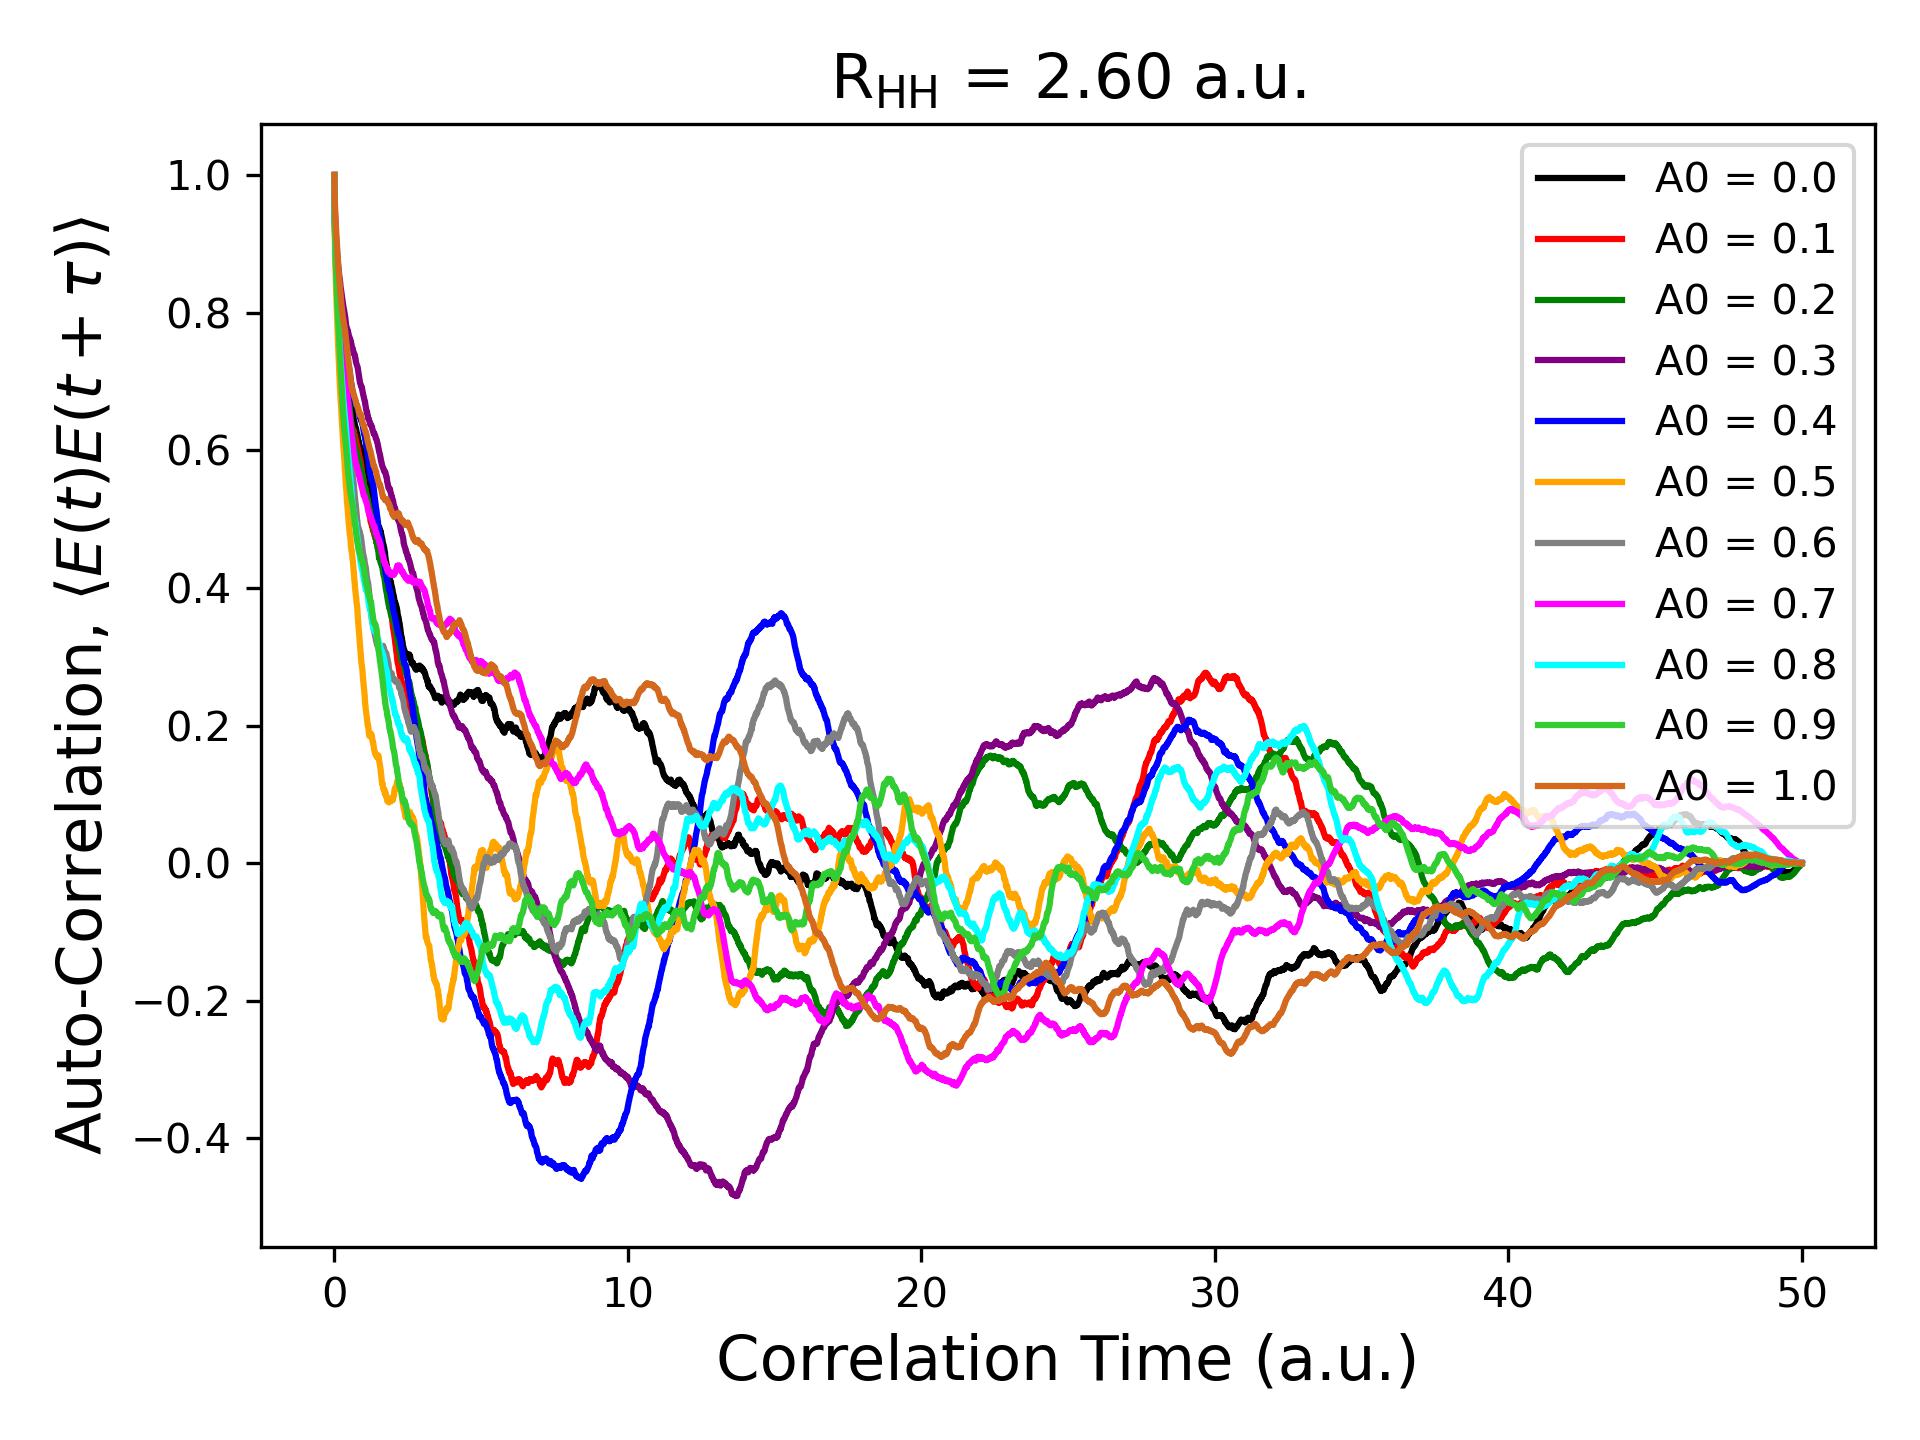 R_HH = 2.60 a.u.
Auto-Correlation, ⟨E(t)E(t + τ)⟩
1.0
0.8
0.6
0.4
0.2
0.0
−0.2
−0.4
A0 = 0.0
A0 = 0.1
A0 = 0.2
A0 = 0.3
A0 = 0.4
A0 = 0.5
A0 = 0.6
A0 = 0.7
A0 = 0.8
A0 = 0.9
A0 = 1.0
0 10 20 30 40 50
Correlation Time (a.u.)